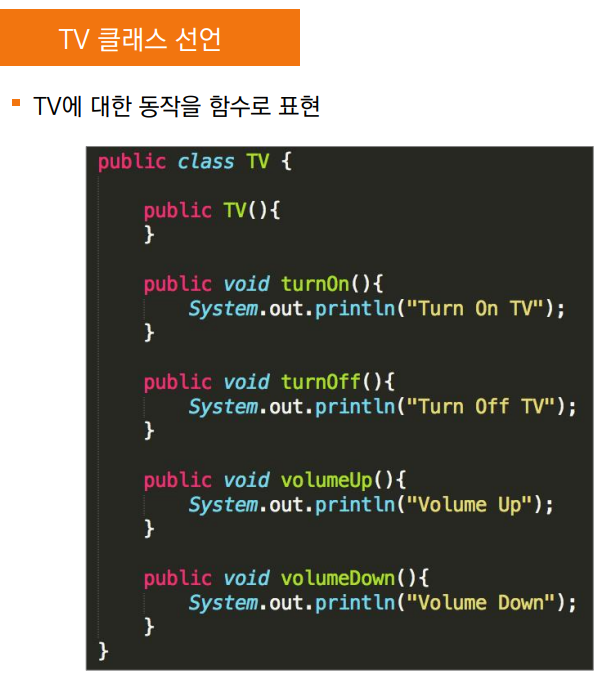 TV 클래스 선언
TV에 대한 동작을 함수로 표현
public class TV {
public TV(){
}
public void turnOn(){
System.out.println("Turn On TV");
}
public void turnOff(){
System.out.println("Turn Off TV");
}
public void volumeUp(){
System.out.println("Volume Up");
}
public void volumeDown(){
System.out.println("Volume Down");
}
}